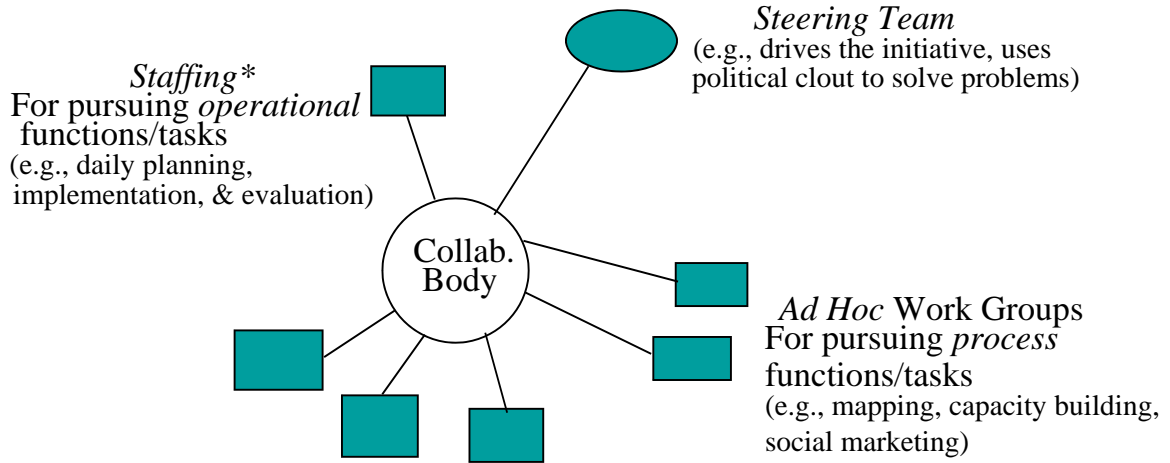 Steering Team
(e.g., drives the initiative, uses
political clout to solve problems)
Staffing*
For pursuing operational
functions/tasks
(e.g., daily planning,
implementation, & evaluation)
Collab.
Body
Ad Hoc Work Groups
For pursuing process
functions/tasks
(e.g., mapping, capacity building,
social marketing)